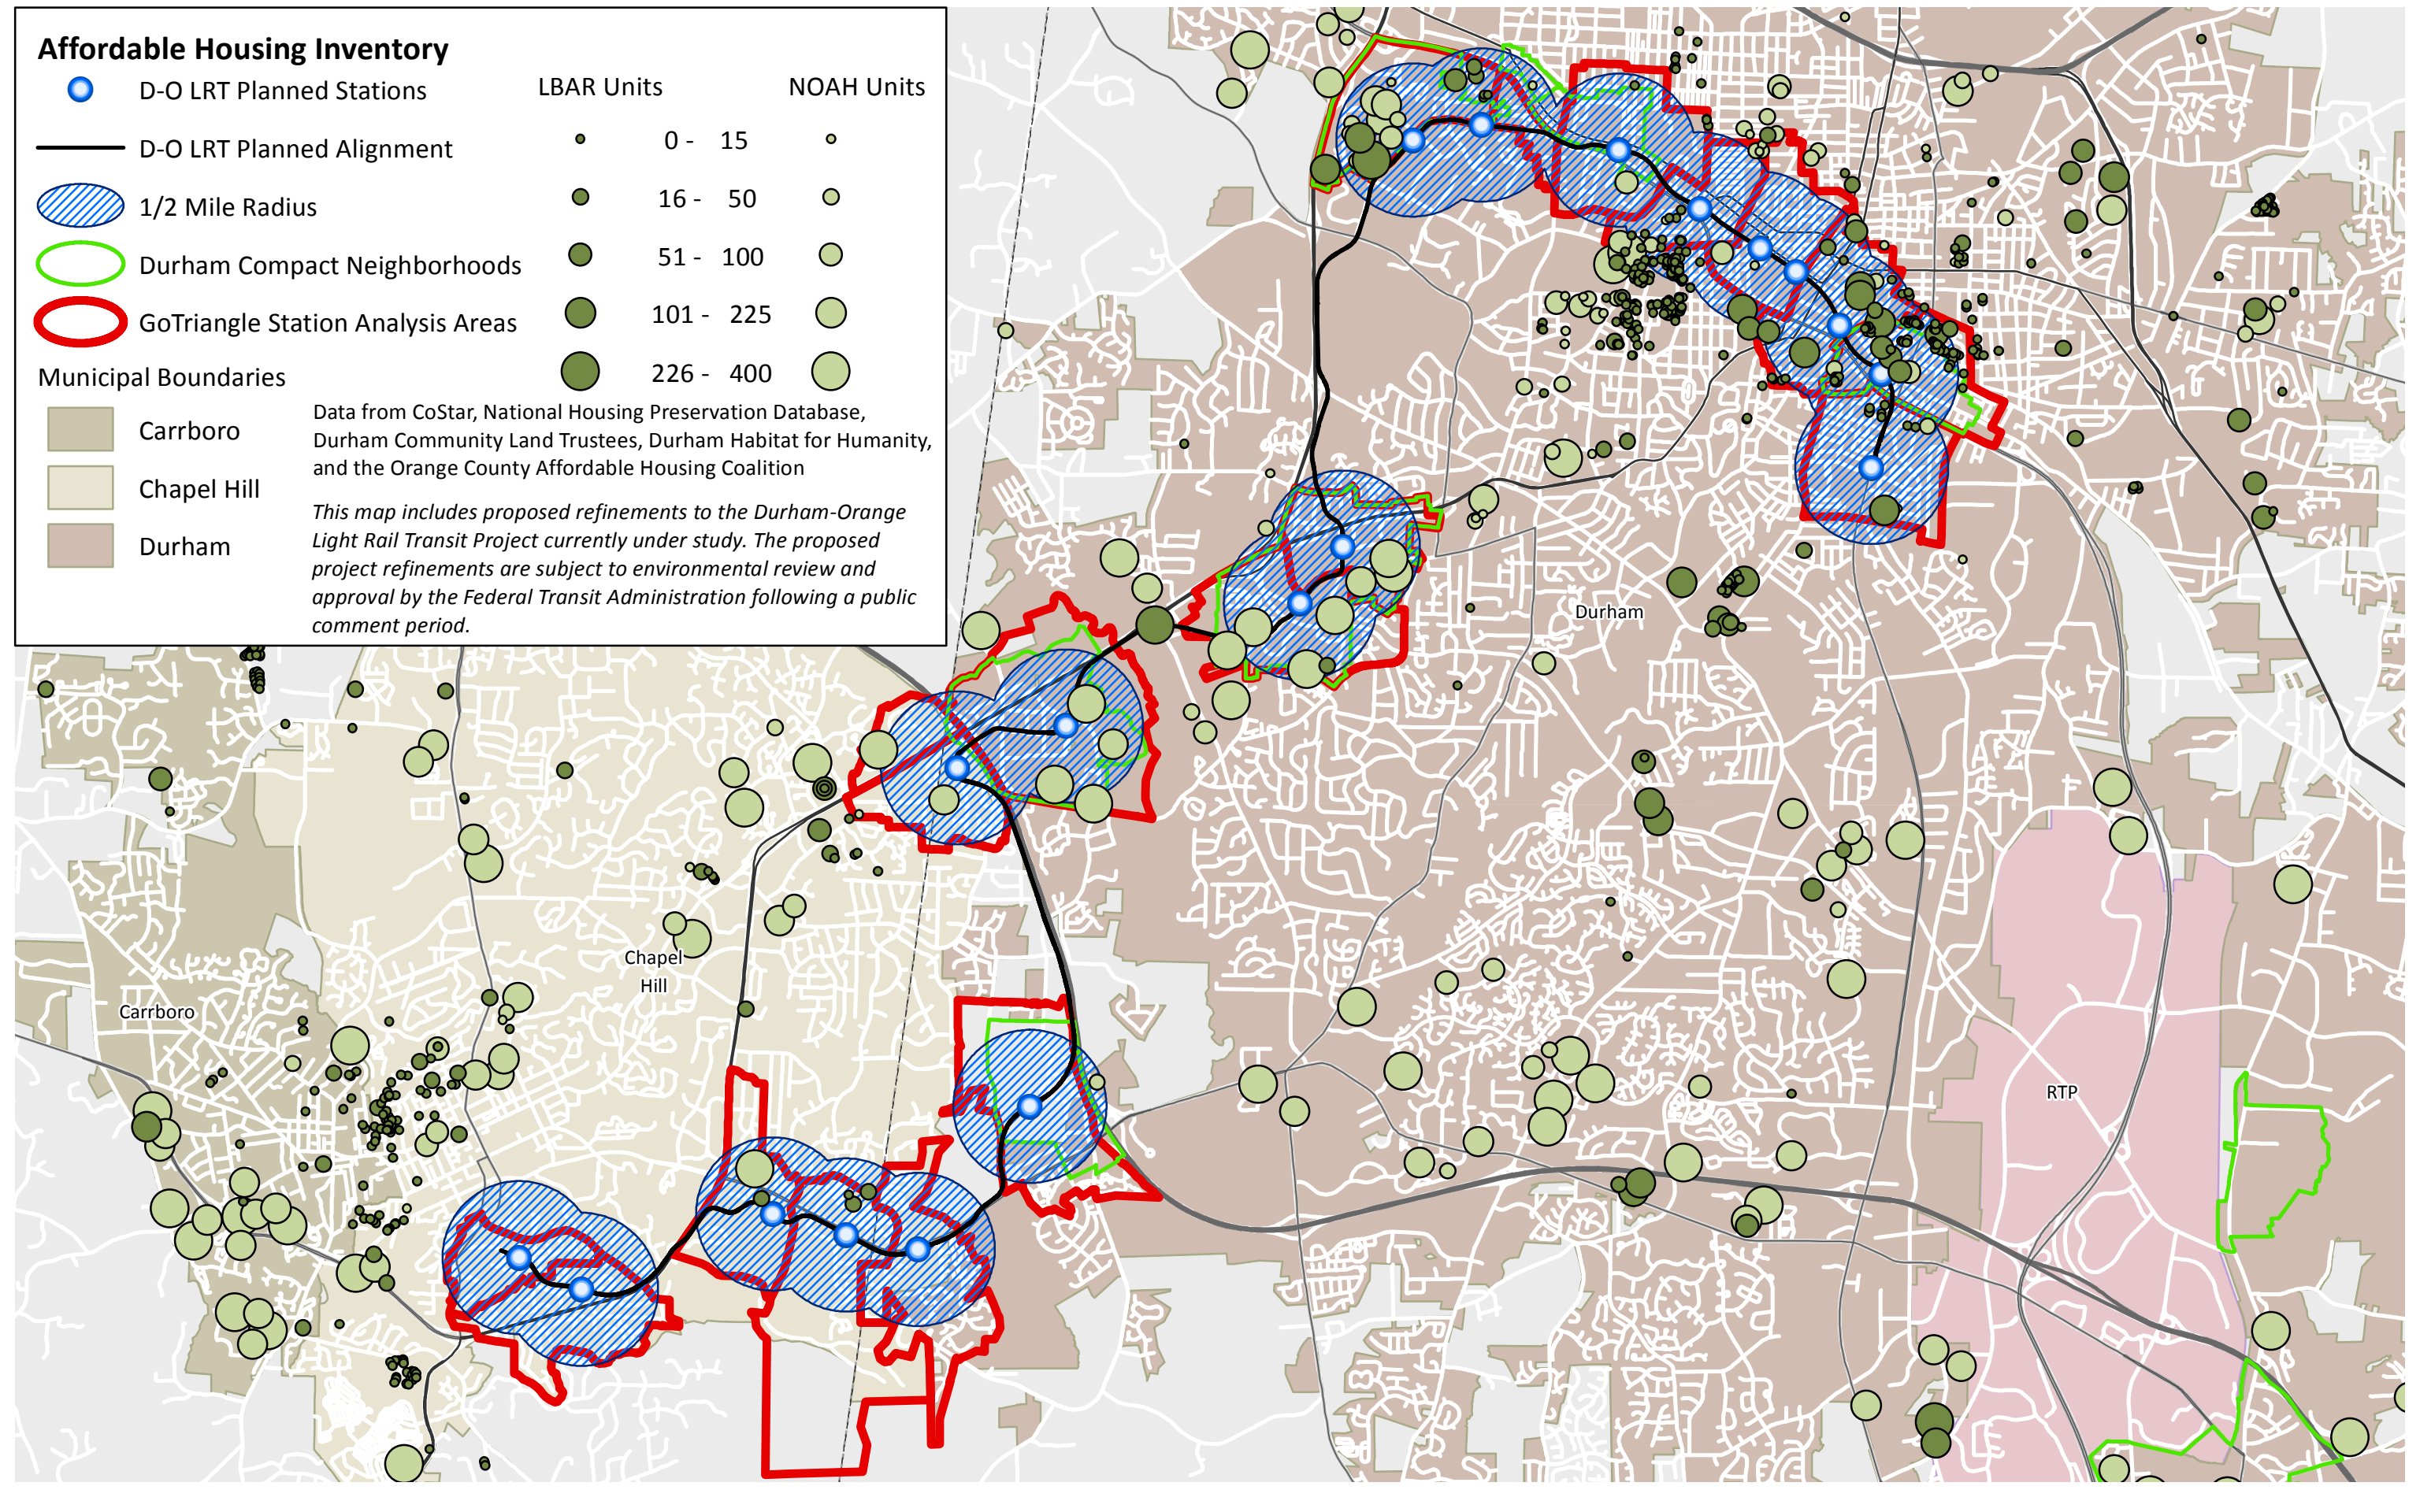 Affordable Housing Inventory
D-O LRT Planned Stations
D-O LRT Planned Alignment
1/2 Mile Radius
Durham Compact Neighborhoods
GoTriangle Station Analysis Areas
Municipal Boundaries
Carrboro
Chapel Hill
Durham
LBAR Units NOAH Units
0 - 15
16 - 50
51 - 100
101 - 225
226 - 400
Data from CoStar, National Housing Preservation Database,
Durham Community Land Trustees, Durham Habitat for Humanity,
and the Orange County Affordable Housing Coalition
This map includes proposed refinements to the Durham-Orange
Light Rail Transit Project currently under study. The proposed
project refinements are subject to environmental review and
approval by the Federal Transit Administration following a public
comment period.
Durham
Chapel
Hill
Carrboro
RTP